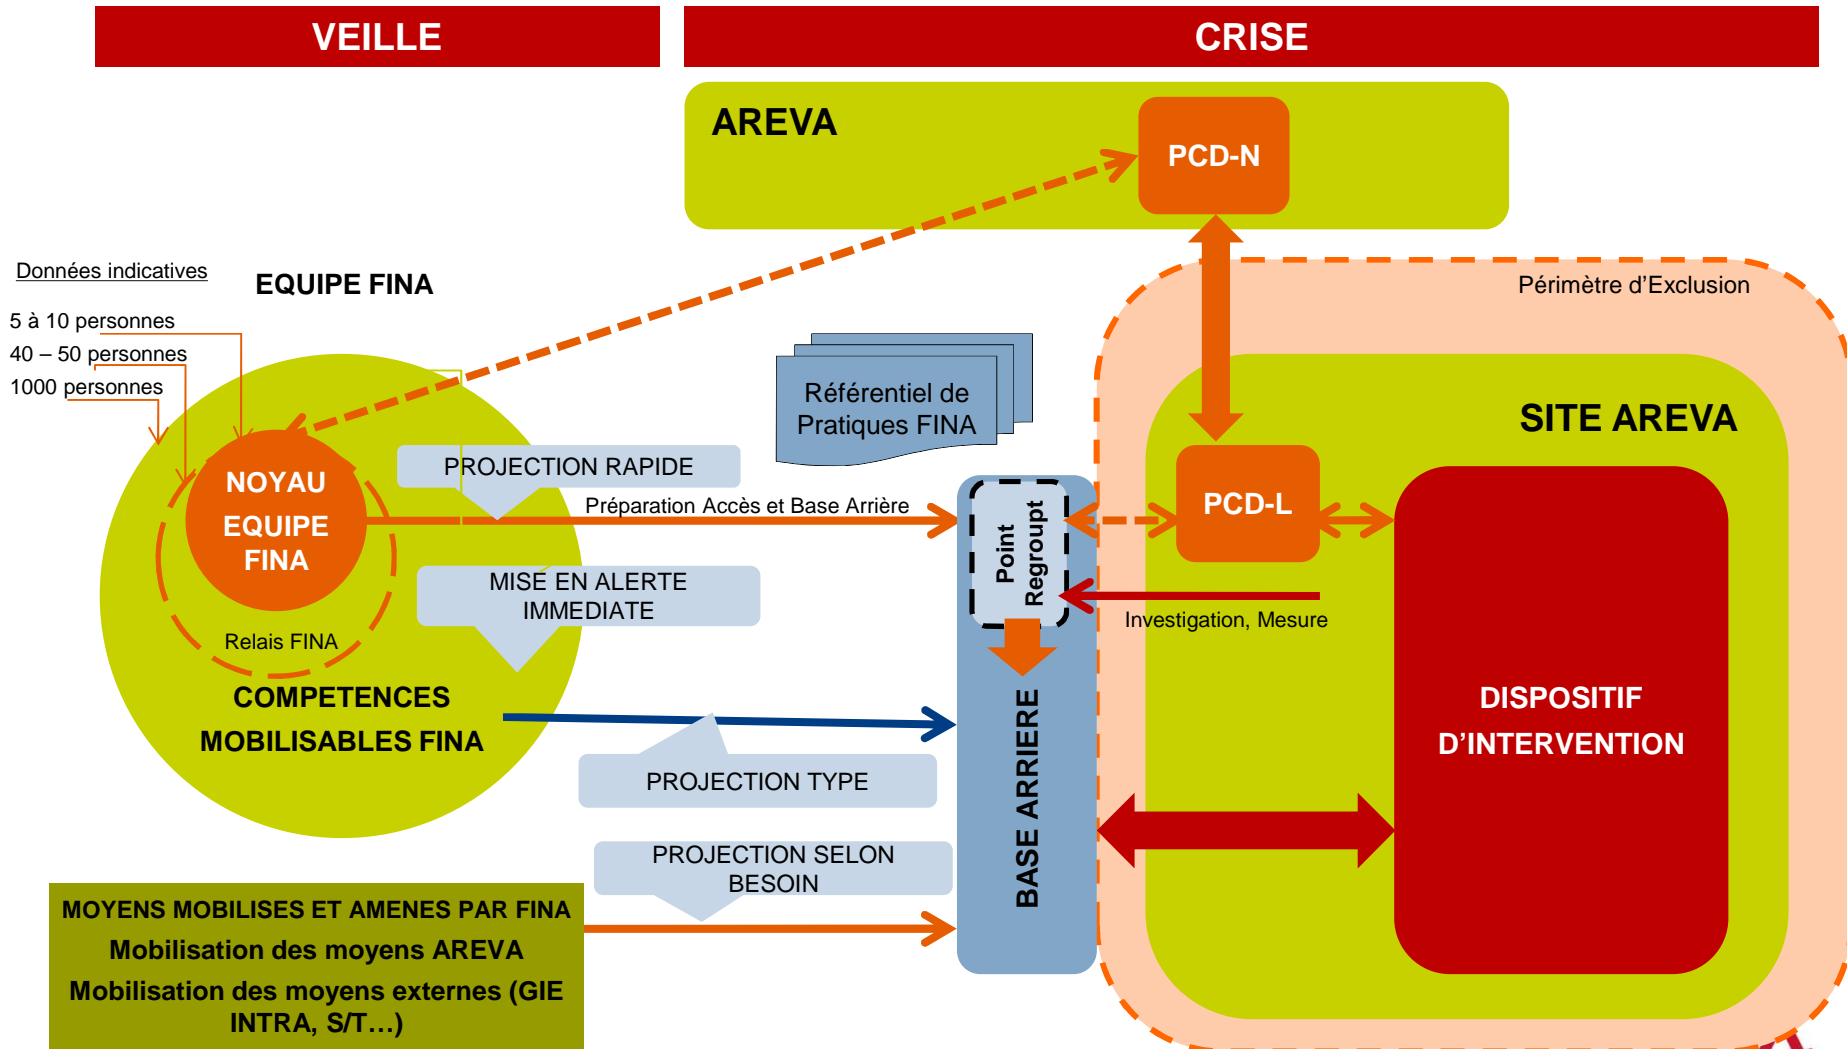 VEILLE
CRISE
AREVA
PCD-N
Données indicatives
EQUIPE FINA
5 à 10 personnes
40 – 50 personnes
1000 personnes
Périmètre d’Exclusion
Référentiel de
Pratiques FINA
SITE AREVA
NOYAU
EQUIPE
FINA
PROJECTION RAPIDE
Préparation Accès et Base Arrière
Point
Regroupt
PCD-L
MISE EN ALERTE
IMMEDIATE
Investigation, Mesure
Relais FINA
COMPETENCES
MOBILISABLES FINA
PROJECTION TYPE
BASE ARRIERE
DISPOSITIF
D’INTERVENTION
PROJECTION SELON
BESOIN
MOYENS MOBILISES ET AMENES PAR FINA
Mobilisation des moyens AREVA
Mobilisation des moyens externes (GIE
INTRA, S/T…)